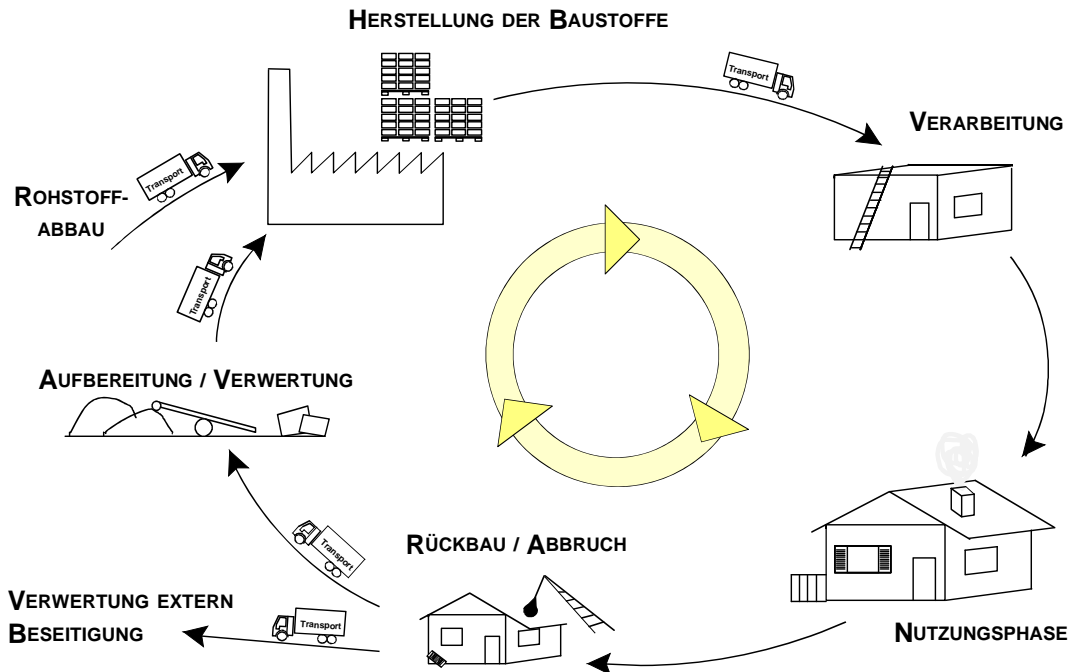 HERSTELLUNG DER BAUSTOFFE
Transport
VERARBEITUNG
Transport
ROHSTOFF-
ABBAU
Transport
AUFBEREITUNG / VERWERTUNG
Transport
RÜCKBAU / ABBRUCH
VERWERTUNG EXTERN
BESEITIGUNG
Transport
NUTZUNGSPHASE